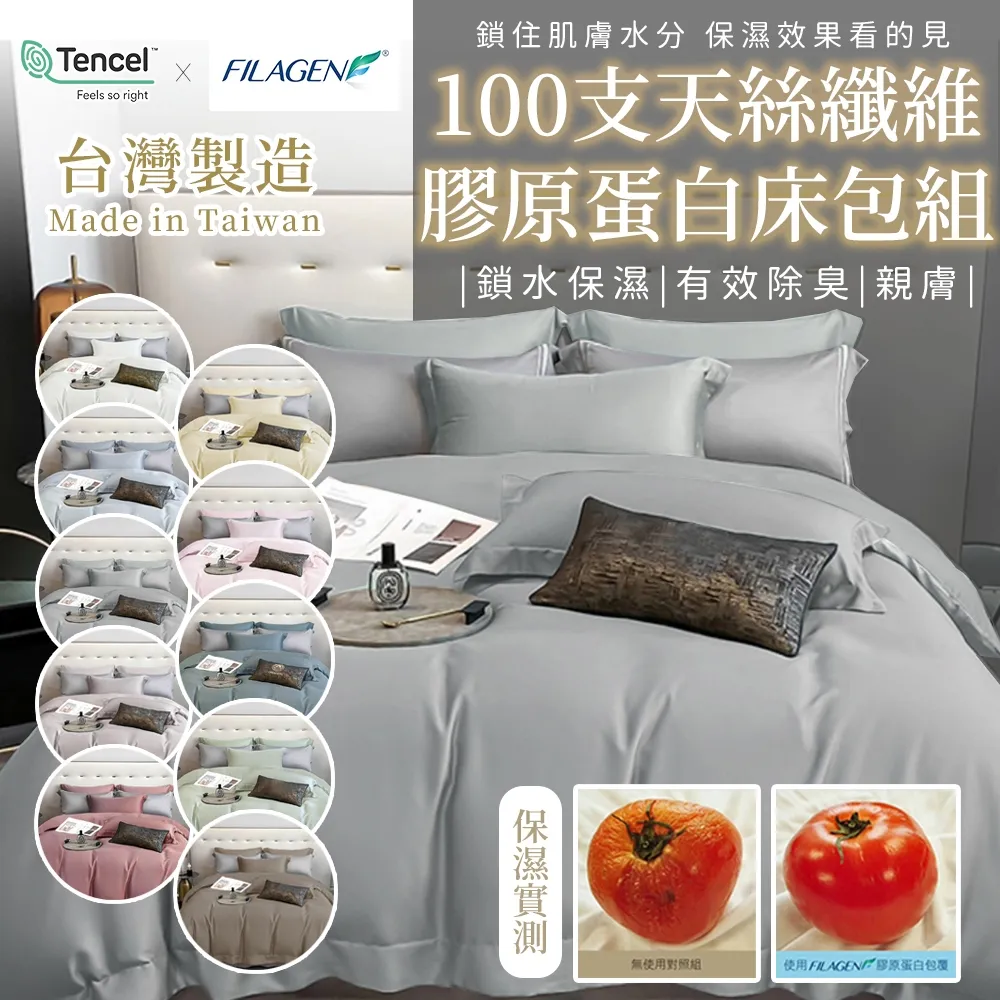 Tencel™
Feels so right
×
FILAGEN®
台灣製造
Made in Taiwan
鎖住肌膚水分 保濕效果看的見
100支天絲纖維
膠原蛋白床包組
|鎖水保濕|有效除臭|親膚|
保濕實測
無使用對照組
使用FILAGEN膠原蛋白包覆